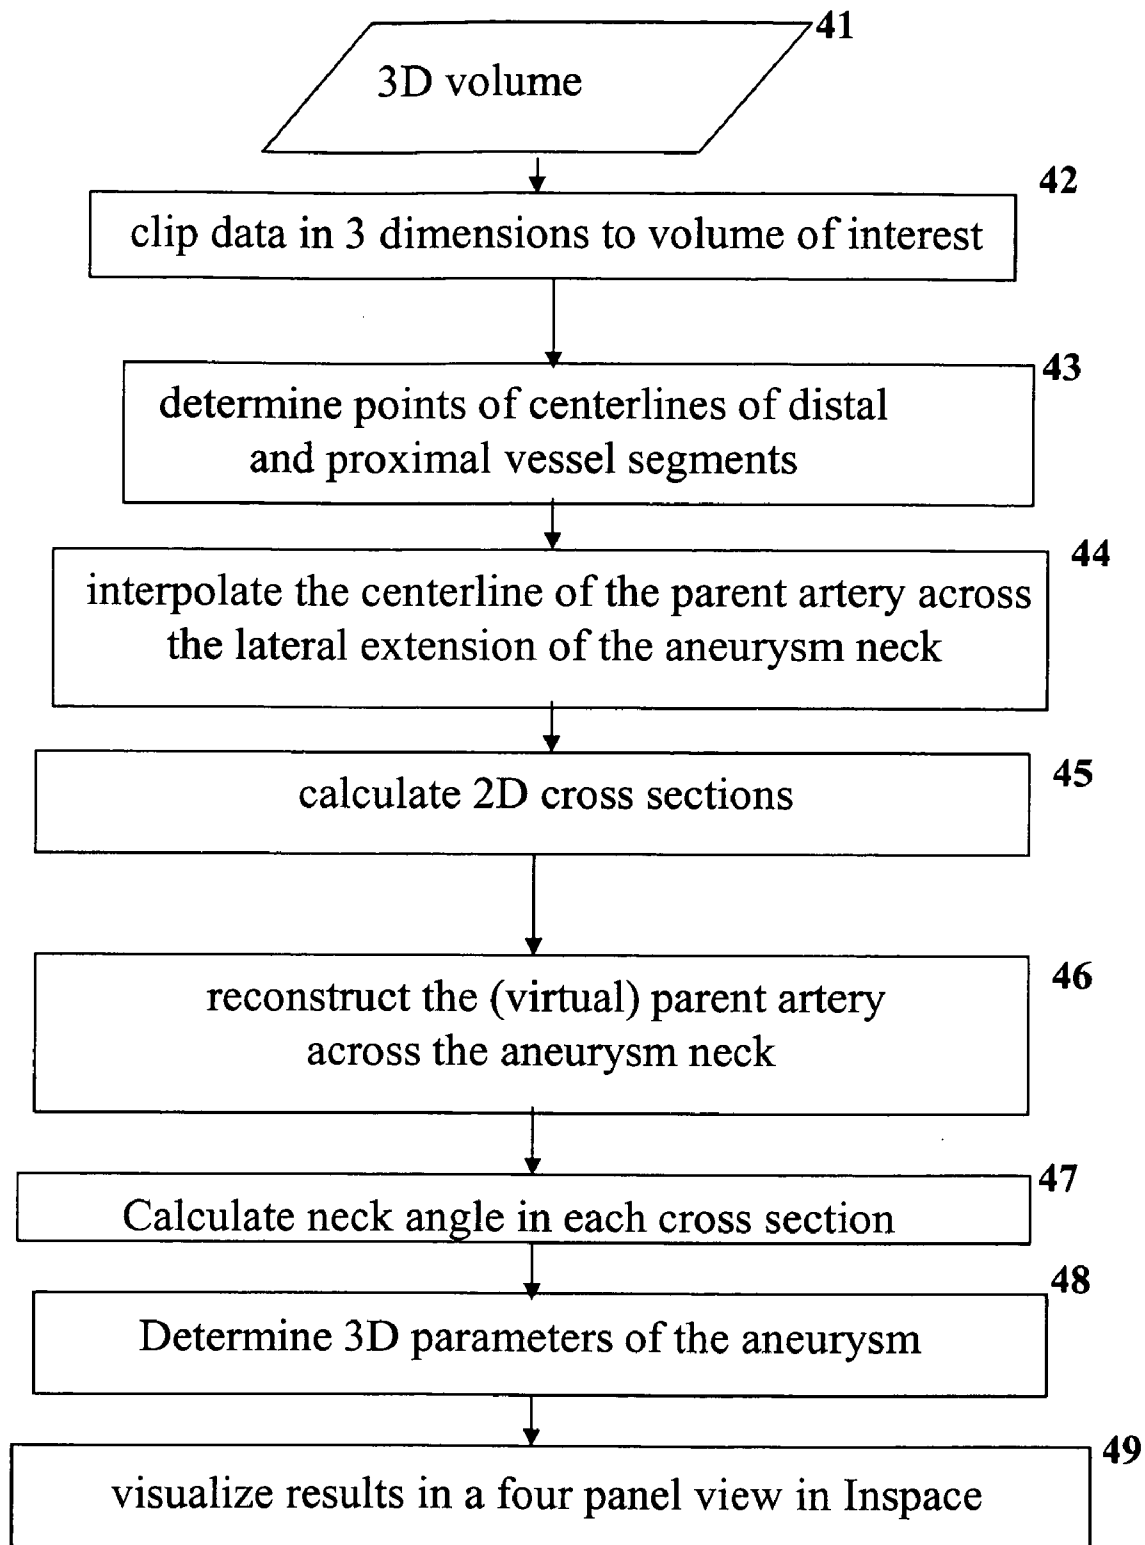 41
3D volume
42
clip data in 3 dimensions to volume of interest
43
determine points of centerlines of distal
and proximal vessel segments
44
interpolate the centerline of the parent artery across
the lateral extension of the aneurysm neck
45
calculate 2D cross sections
46
reconstruct the (virtual) parent artery
across the aneurysm neck
47
Calculate neck angle in each cross section
48
Determine 3D parameters of the aneurysm
49
visualize results in a four panel view in Inspace